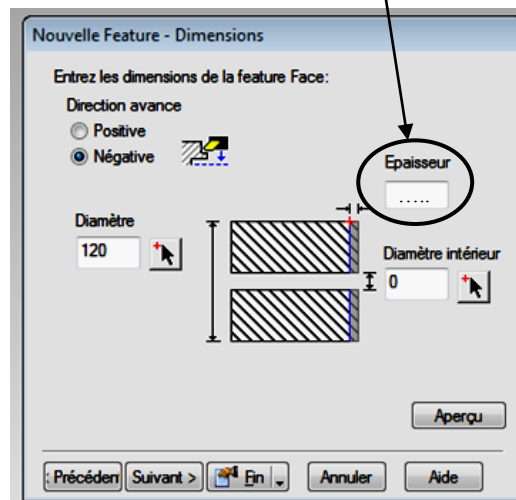 Nouvelle Feature - Dimensions
Entrez les dimensions de la feature Face:
Direction avance
Positive
Négative
Epaisseur
.....
Diamètre
120
Diamètre intérieur
0
Aperçu
: Précéden
Suivant >
Fin
Annuler
Aide